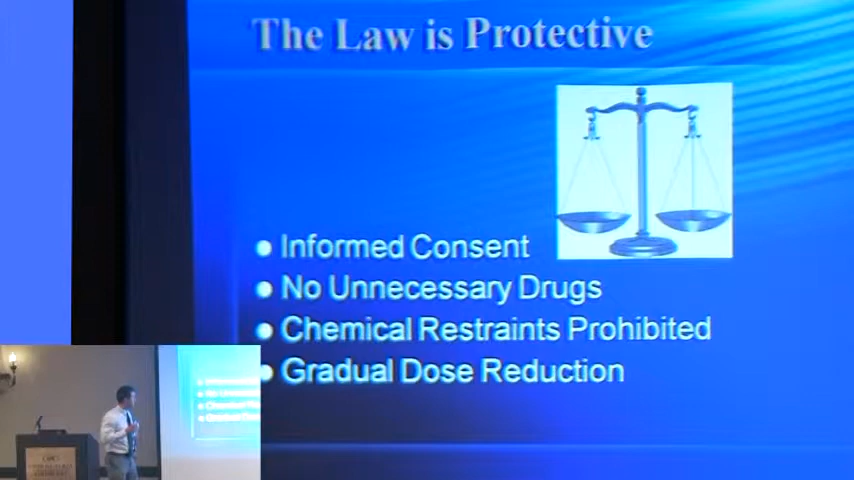 The Law is Protective
Informed Consent
No Unnecessary Drugs
Chemical Restraints Prohibited
Gradual Dose Reduction